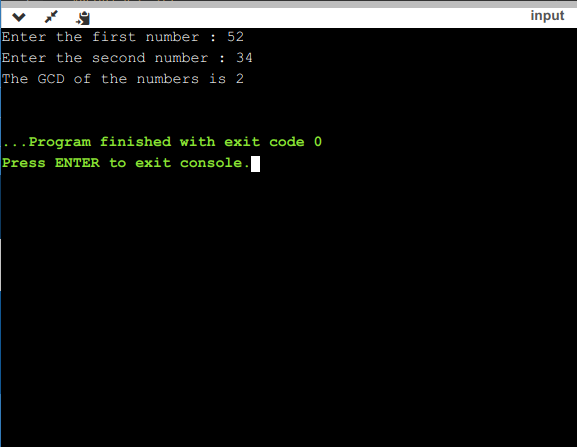 input
Enter the first number : 52
Enter the second number : 34
The GCD of the numbers is 2
...Program finished with exit code 0
Press ENTER to exit console.